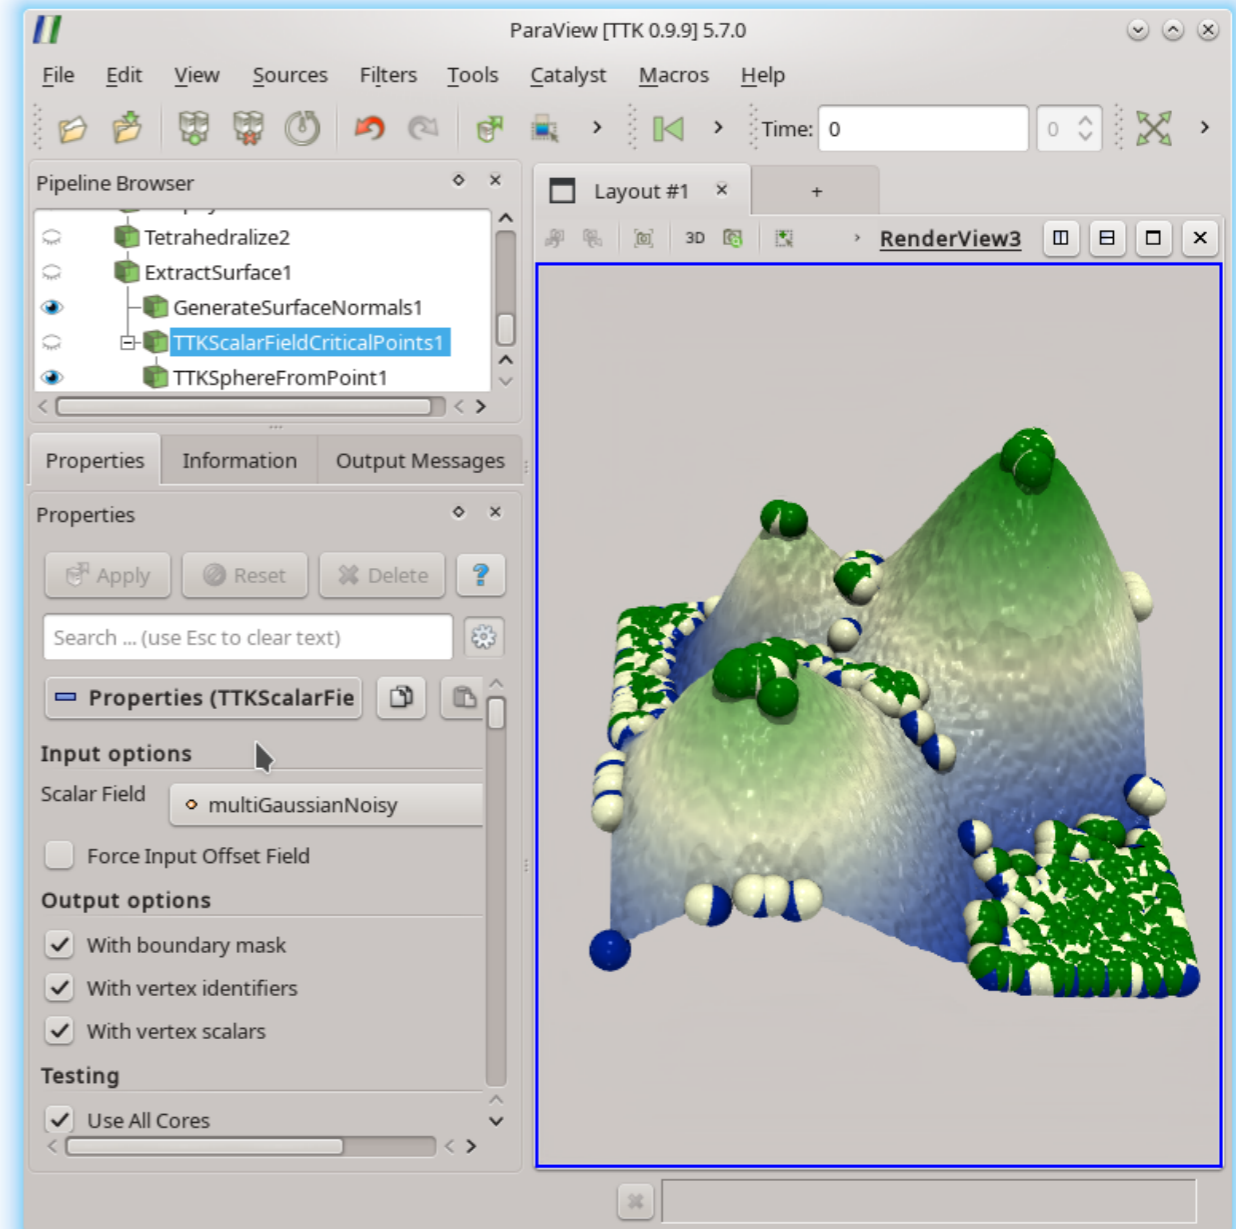 ParaView [TTK 0.9.9] 5.7.0
File Edit View Sources Filters Tools Catalyst Macros Help
Time: 0 0
Pipeline Browser
Layout #1 +
Tetrahedralize2
3D RenderView3
ExtractSurface1
GenerateSurfaceNormals1
TTKScalarFieldCriticalPoints1
TTKSphereFromPoint1
Properties Information Output Messages
Properties
Apply Reset Delete ?
Search ... (use Esc to clear text)
Properties (TTKScalarFie
Input options
Scalar Field multiGaussianNoisy
Force Input Offset Field
Output options
With boundary mask
With vertex identifiers
With vertex scalars
Testing
Use All Cores